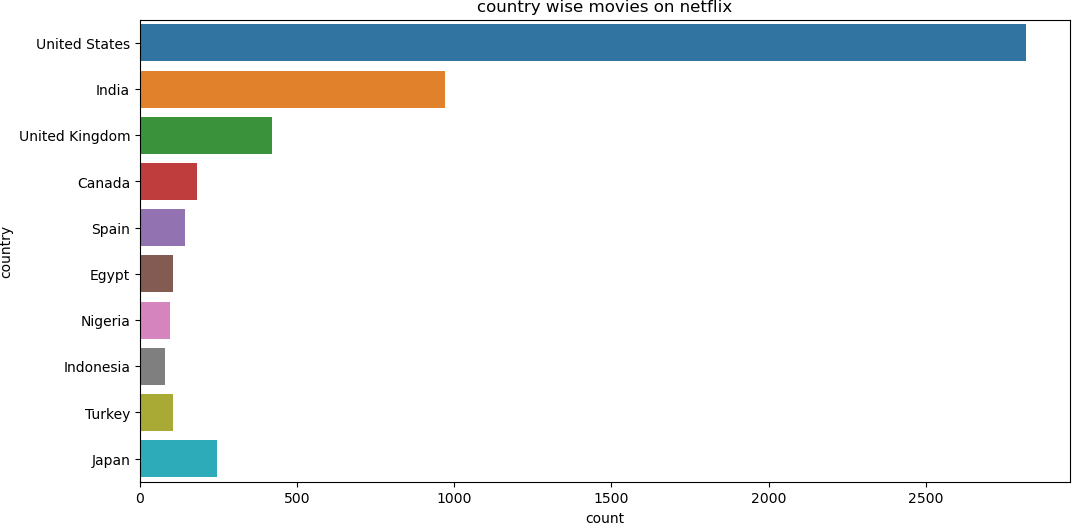 country wise movies on netflix
United States
India
United Kingdom
Canada
Spain
Egypt
Nigeria
Indonesia
Turkey
Japan
country
0 500 1000 1500 2000 2500
count